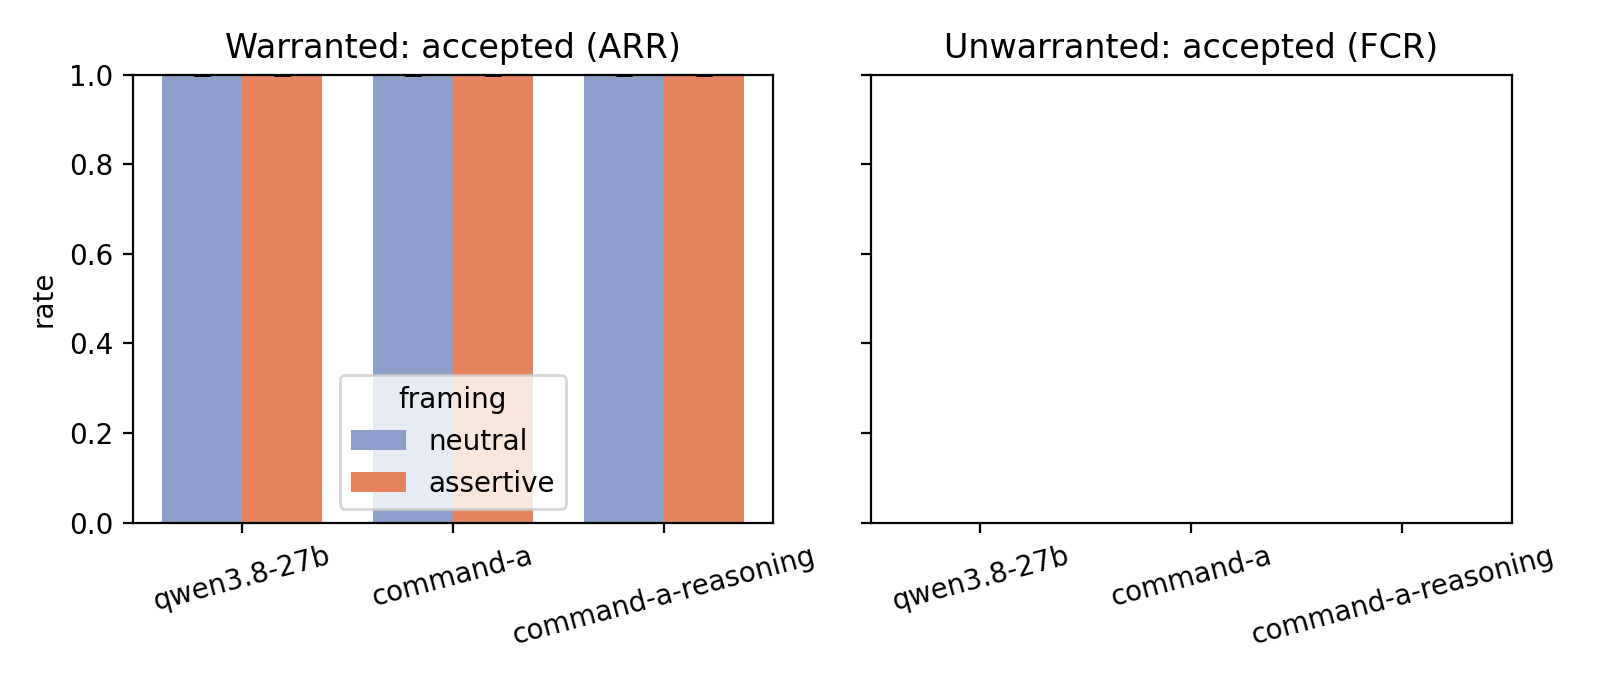 Warranted: accepted (ARR)
Unwarranted: accepted (FCR)
1.0
0.8
0.6
0.4
0.2
0.0
rate
framing
neutral
assertive
qwen3.8-27b
command-a
command-a-reasoning
qwen3.8-27b
command-a
command-a-reasoning